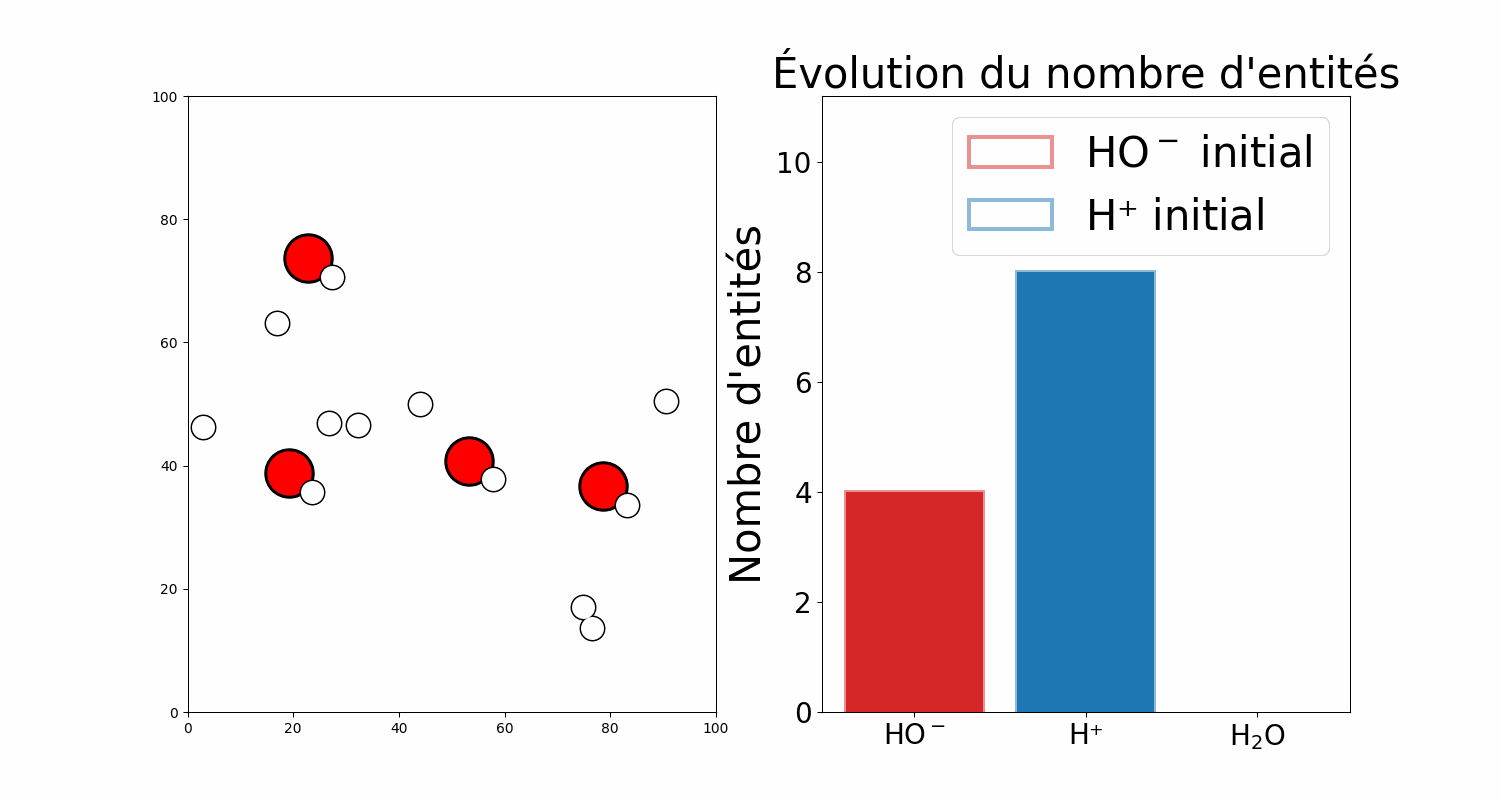 100
80
60
40
20
0
0 20 40 60 80 100
Évolution du nombre d'entités
HO⁻ initial
H⁺ initial
Nombre d'entités
10
8
6
4
2
0
HO⁻ H⁺ H₂O